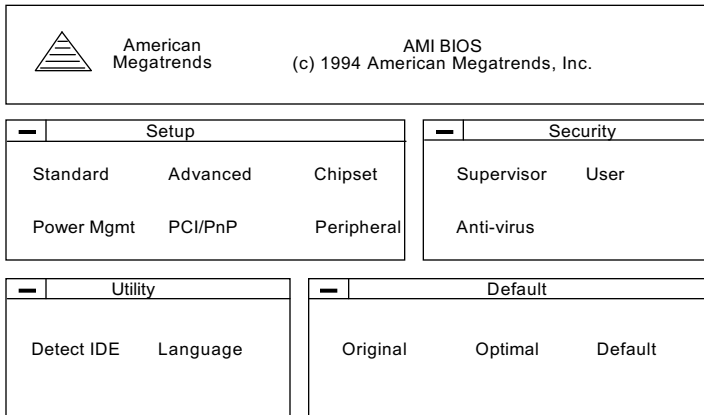 American
Megatrends
AMI BIOS
(c) 1994 American Megatrends, Inc.
Setup
Standard Advanced Chipset
Power Mgmt PCI/PnP Peripheral
Security
Supervisor User
Anti-virus
Utility
Detect IDE Language
Default
Original Optimal Default